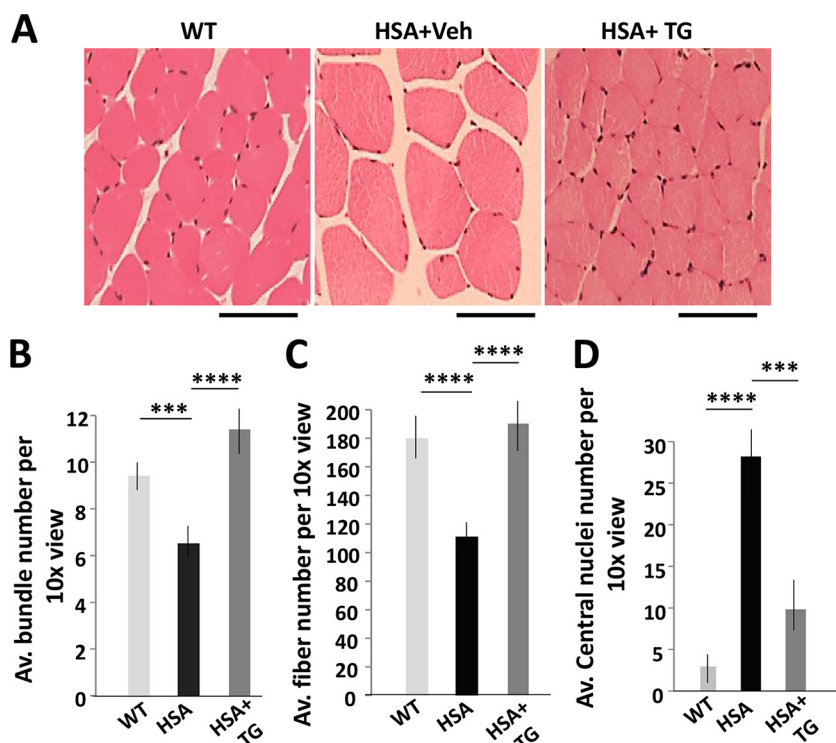 A
WT
HSA+Veh
HSA+ TG
B
Av. bundle number per
10x view
12
10
8
6
4
2
0
***
****
WT
HSA
HSA+
TG
C
Av. fiber number per 10x view
200
180
160
140
120
100
80
60
40
20
0
****
****
WT
HSA
HSA+
TG
D
Av. Central nuclei number per
10x view
30
25
15
10
5
0
****
***
WT
HSA
HSA+
TG